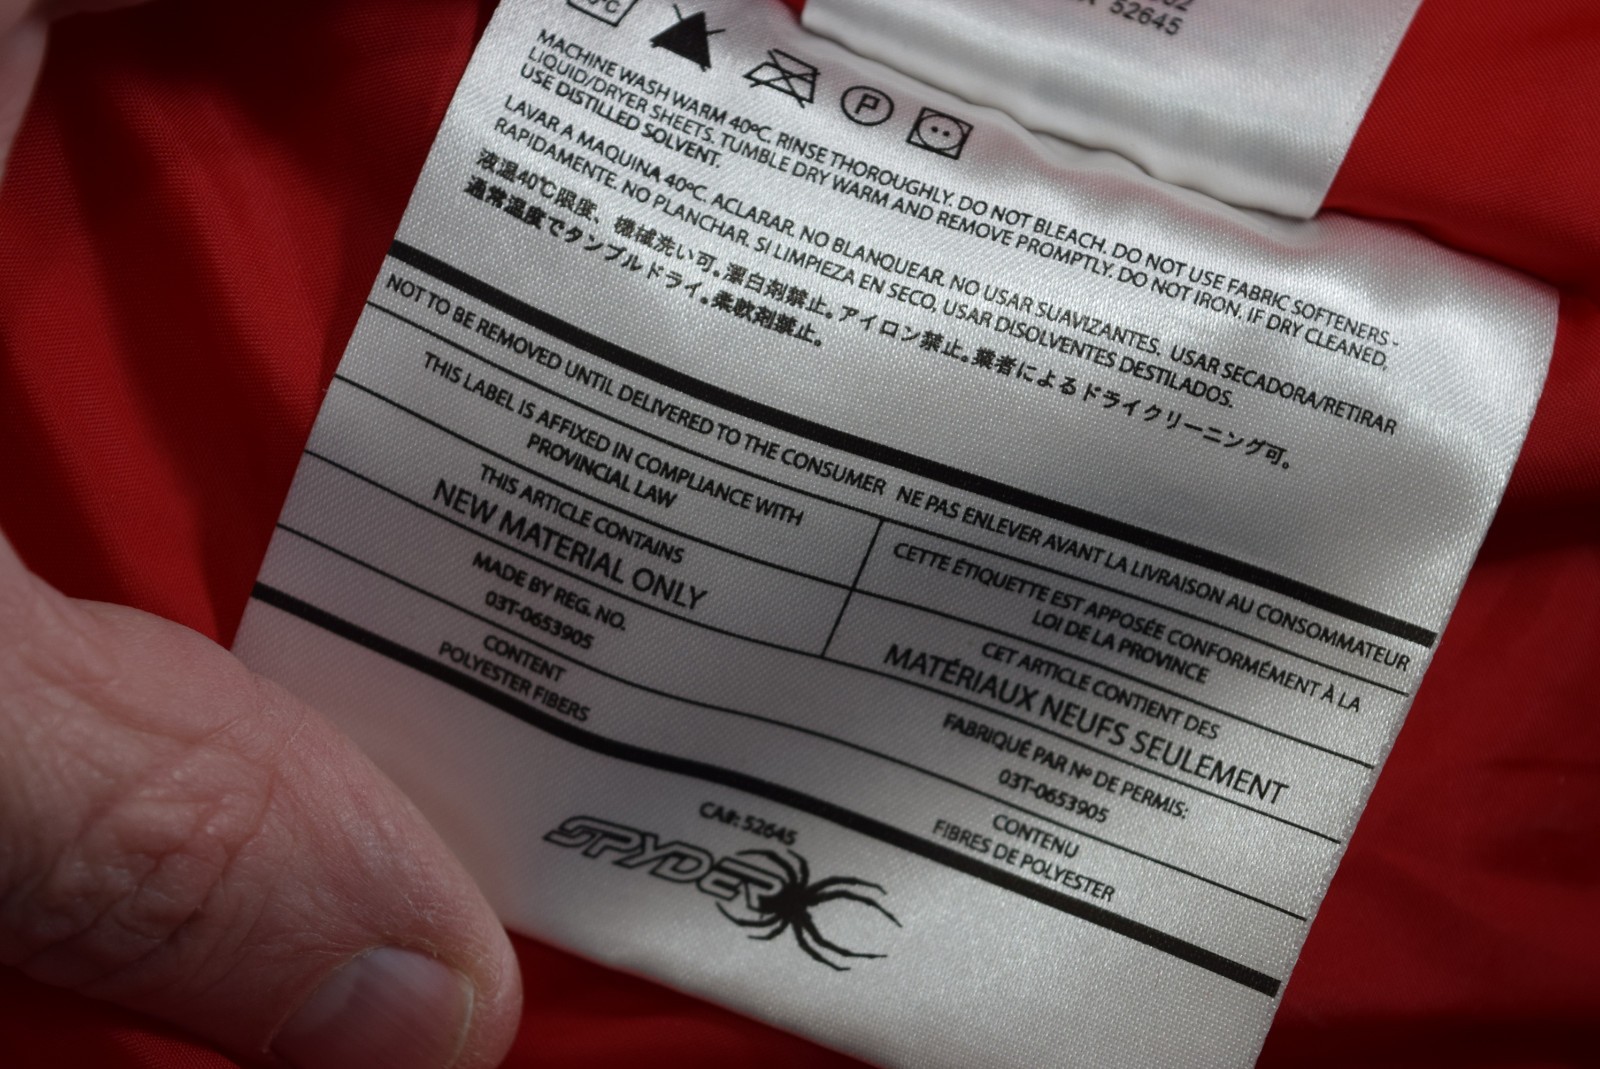 52645
MACHINE WASH WARM 40ºC. RINSE THOROUGHLY. DO NOT BLEACH. DO NOT USE FABRIC SOFTENERS -
LIQUID/DRYER SHEETS. TUMBLE DRY WARM AND REMOVE PROMPTLY. DO NOT IRON. IF DRY CLEANED,
USE DISTILLED SOLVENT.
LAVAR A MAQUINA 40ºC. ACLARAR. NO BLANQUEAR. NO USAR SUAVIZANTES. USAR SECADORA/RETIRAR
RAPIDAMENTE. NO PLANCHAR. SI LIMPIEZA EN SECO, USAR DISOLVENTES DESTILADOS.
液温40℃限度、機械洗い可。漂白剤禁止。アイロン禁止。業者によるドライクリーニング可。
通常温度でタンブルドライ。柔軟剤禁止。
NOT TO BE REMOVED UNTIL DELIVERED TO THE CONSUMER NE PAS ENLEVER AVANT LA LIVRAISON AU CONSOMMATEUR
THIS LABEL IS AFFIXED IN COMPLIANCE WITH
PROVINCIAL LAW
CETTE ÉTIQUETTE EST APPOSÉE CONFORMÉMENT À LA
LOI DE LA PROVINCE
THIS ARTICLE CONTAINS
NEW MATERIAL ONLY
CET ARTICLE CONTIENT DES
MATÉRIAUX NEUFS SEULEMENT
MADE BY REG. NO.
03T-0653905
FABRIQUÉ PAR Nº DE PERMIS:
03T-0653905
CONTENT
POLYESTER FIBERS
CONTENU
FIBRES DE POLYESTER
CA#: 52645
SPYDER